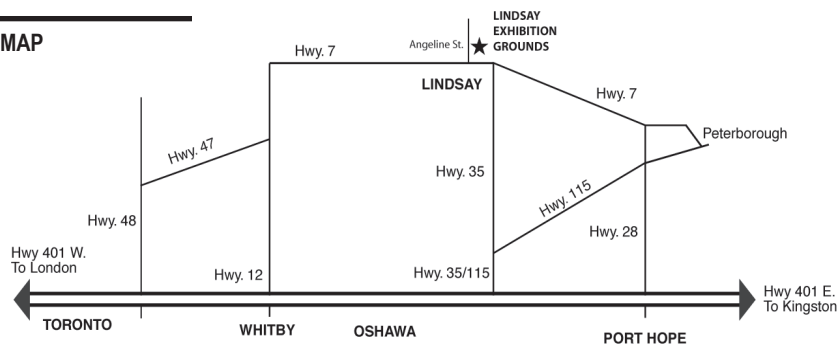 MAP
LINDSAY
EXHIBITION
GROUNDS
Angeline St.
Hwy. 7
LINDSAY
Hwy. 7
Peterborough
Hwy. 47
Hwy. 35
Hwy. 115
Hwy. 48
Hwy. 28
Hwy 401 W.
To London
Hwy. 12
Hwy. 35/115
Hwy 401 E.
To Kingston
TORONTO
WHITBY
OSHAWA
PORT HOPE